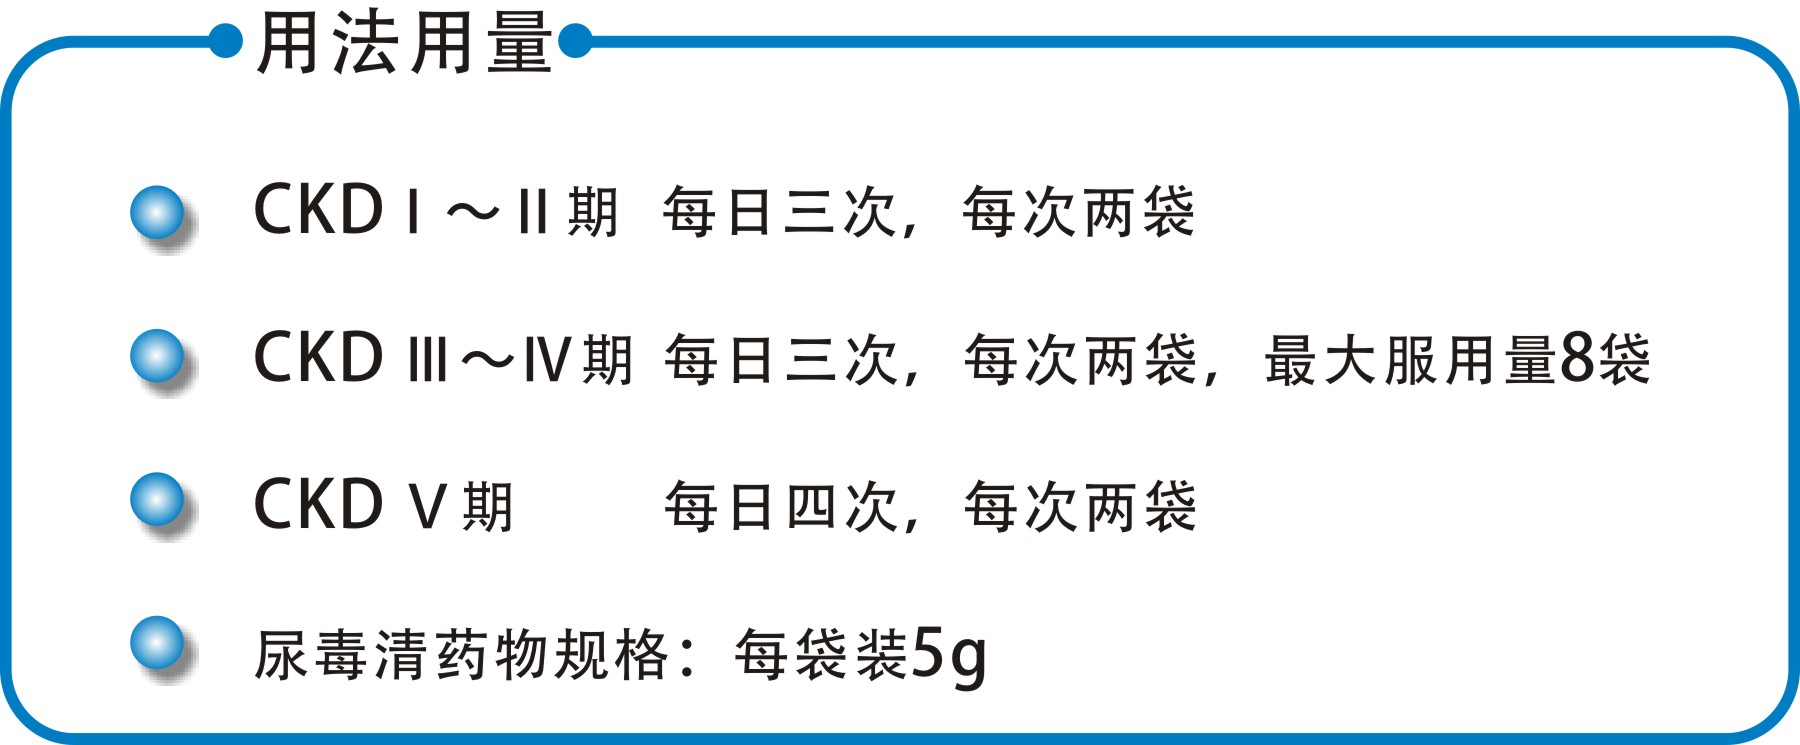 用法用量
CKD Ⅰ～Ⅱ期 每日三次，每次两袋
CKD Ⅲ～Ⅳ期 每日三次，每次两袋，最大服用量8袋
CKD Ⅴ期 每日四次，每次两袋
尿毒清药物规格：每袋装5g